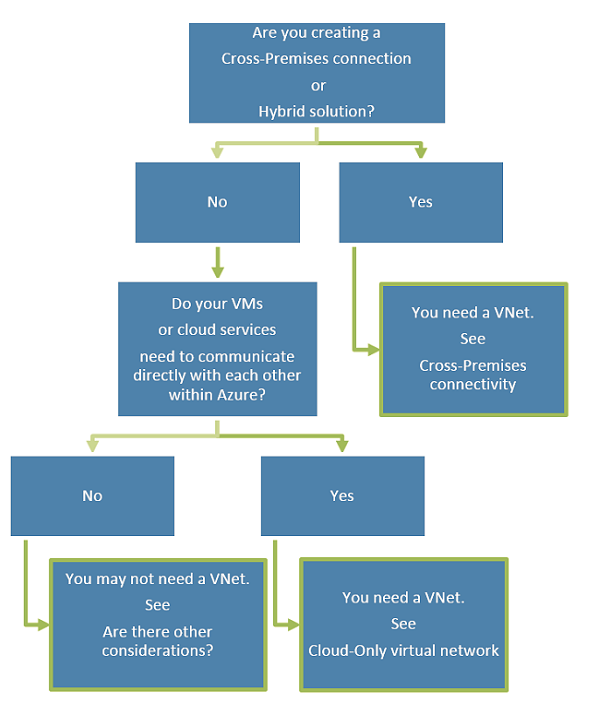 Are you creating a
Cross-Premises connection
or
Hybrid solution?
No
Yes
Do your VMs
or cloud services
need to communicate
directly with each other
within Azure?
You need a VNet.
See
Cross-Premises
connectivity
No
Yes
You may not need a VNet.
See
Are there other
considerations?
You need a VNet.
See
Cloud-Only virtual network